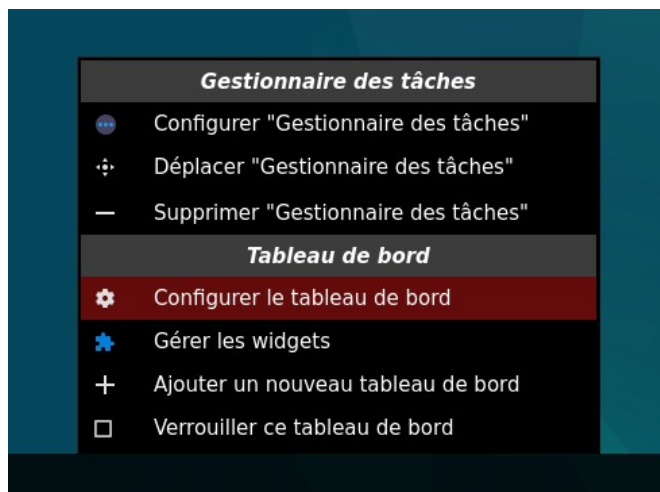 Gestionnaire des tâches
Configurer "Gestionnaire des tâches"
Déplacer "Gestionnaire des tâches"
Supprimer "Gestionnaire des tâches"
Tableau de bord
Configurer le tableau de bord
Gérer les widgets
Ajouter un nouveau tableau de bord
Verrouiller ce tableau de bord